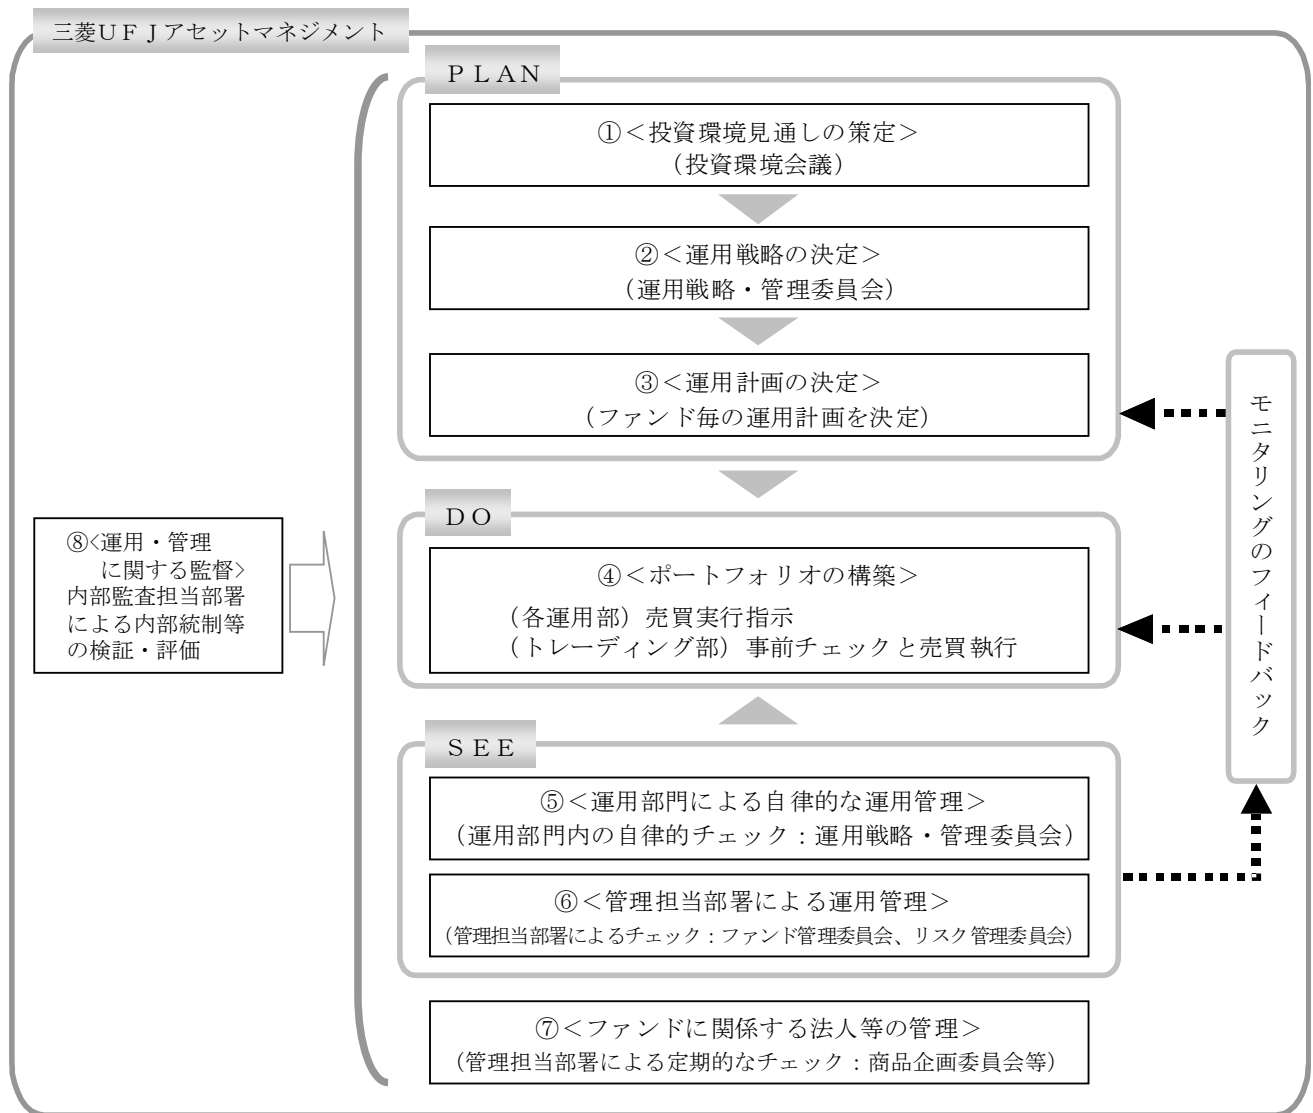 三菱UFJアセットマネジメント
PLAN
①<投資環境見通しの策定>
(投資環境会議)
②<運用戦略の決定>
(運用戦略・管理委員会)
③<運用計画の決定>
(ファンド毎の運用計画を決定)
DO
④<ポートフォリオの構築>
(各運用部)売買実行指示
(トレーディング部)事前チェックと売買執行
SEE
⑤<運用部門による自律的な運用管理>
(運用部門内の自律的チェック:運用戦略・管理委員会)
⑥<管理担当部署による運用管理>
(管理担当部署によるチェック:ファンド管理委員会、リスク管理委員会)
⑦<ファンドに関係する法人等の管理>
(管理担当部署による定期的なチェック:商品企画委員会等)
⑧<運用・管理
に関する監督>
内部監査担当部署
による内部統制等
の検証・評価
モニタリングのフィードバック